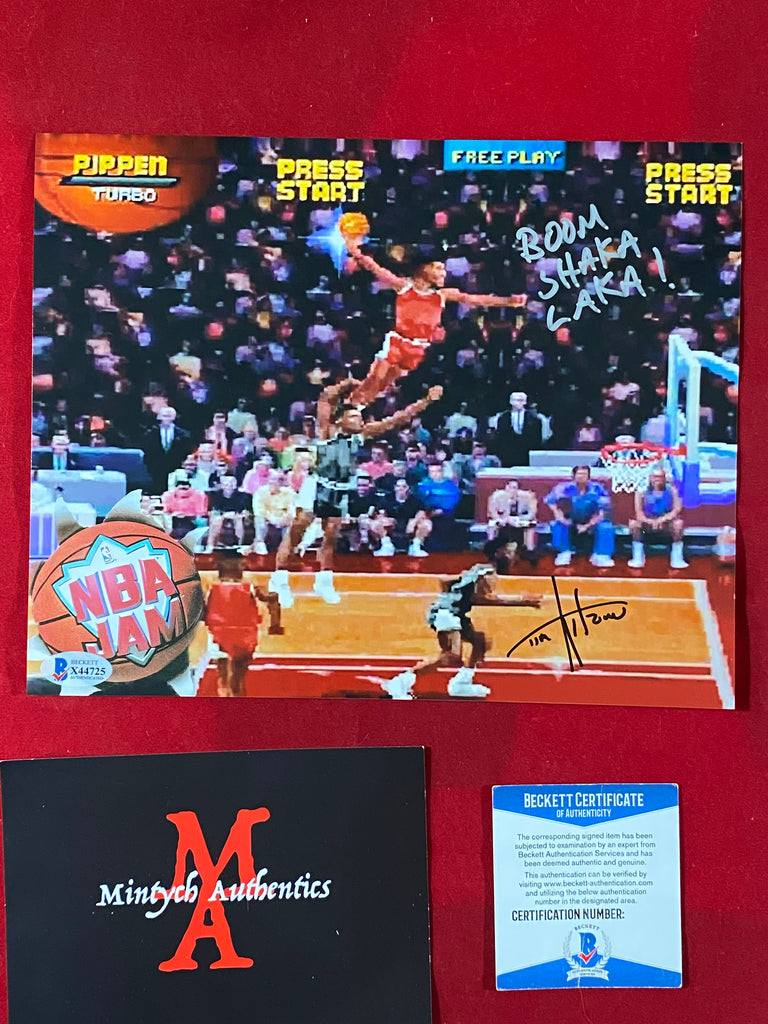 PIPPEN
TURBO
PRESS
START
FREE PLAY
PRESS
START
BOOM
SHAKA
LAKA!
NBA
JAM
BECKETT
X44725
AUTHENTICATED
Mintych Authentics
MA
BECKETT CERTIFICATE
OF AUTHENTICITY
The corresponding signed item has been
subjected to examination by an expert from
Beckett Authentication Services and has
been deemed authentic and genuine.
This authentication can be verified by
visiting www.beckett-authentication.com
and utilizing the below authentication
number in the designated area.
CERTIFICATION NUMBER:
BECKETT